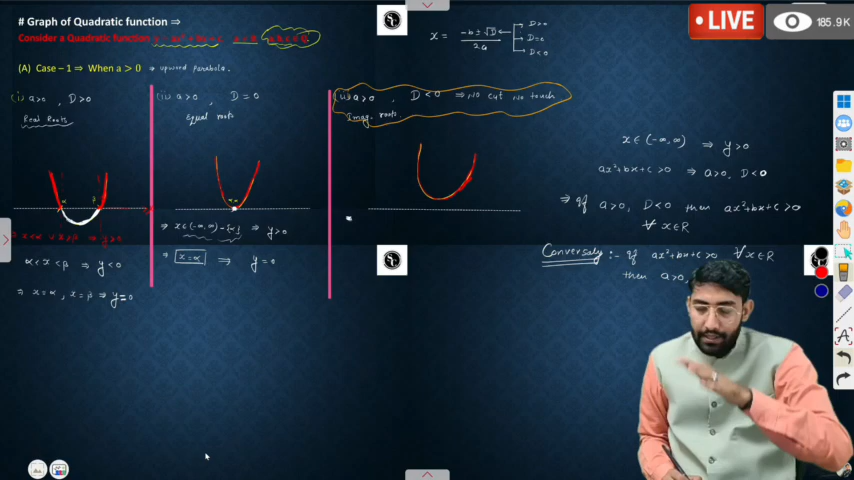 # Graph of Quadratic function ⇒
Consider a Quadratic function y = ax² + bx + c
(A) Case – 1 ⇒ When a > 0 ⇒ upward parabola.
x = -b ± √D / 2a
D>0
D=0
D<0
LIVE
185.9K
(i) a>0 , D>0
Real Roots
α
β
⇒ y>0
α<x<β ⇒ y<0
⇒ x=α, x=β ⇒ y=0
(ii) a>0 , D=0
Equal roots
⇒ x∈(-∞,∞)-{α} ⇒ y>0
⇒ x=α ⇒ y=0
a>0 , D<0 ⇒ No cut No touch
Imag. roots.
x∈(-∞,∞) ⇒ y>0
ax²+bx+c>0 ⇒ a>0, D<0
⇒ If a>0, D<0 then ax²+bx+c>0
∀ x∈R
Conversely :- If ax²+bx+c>0 ∀x∈R
then a>0,